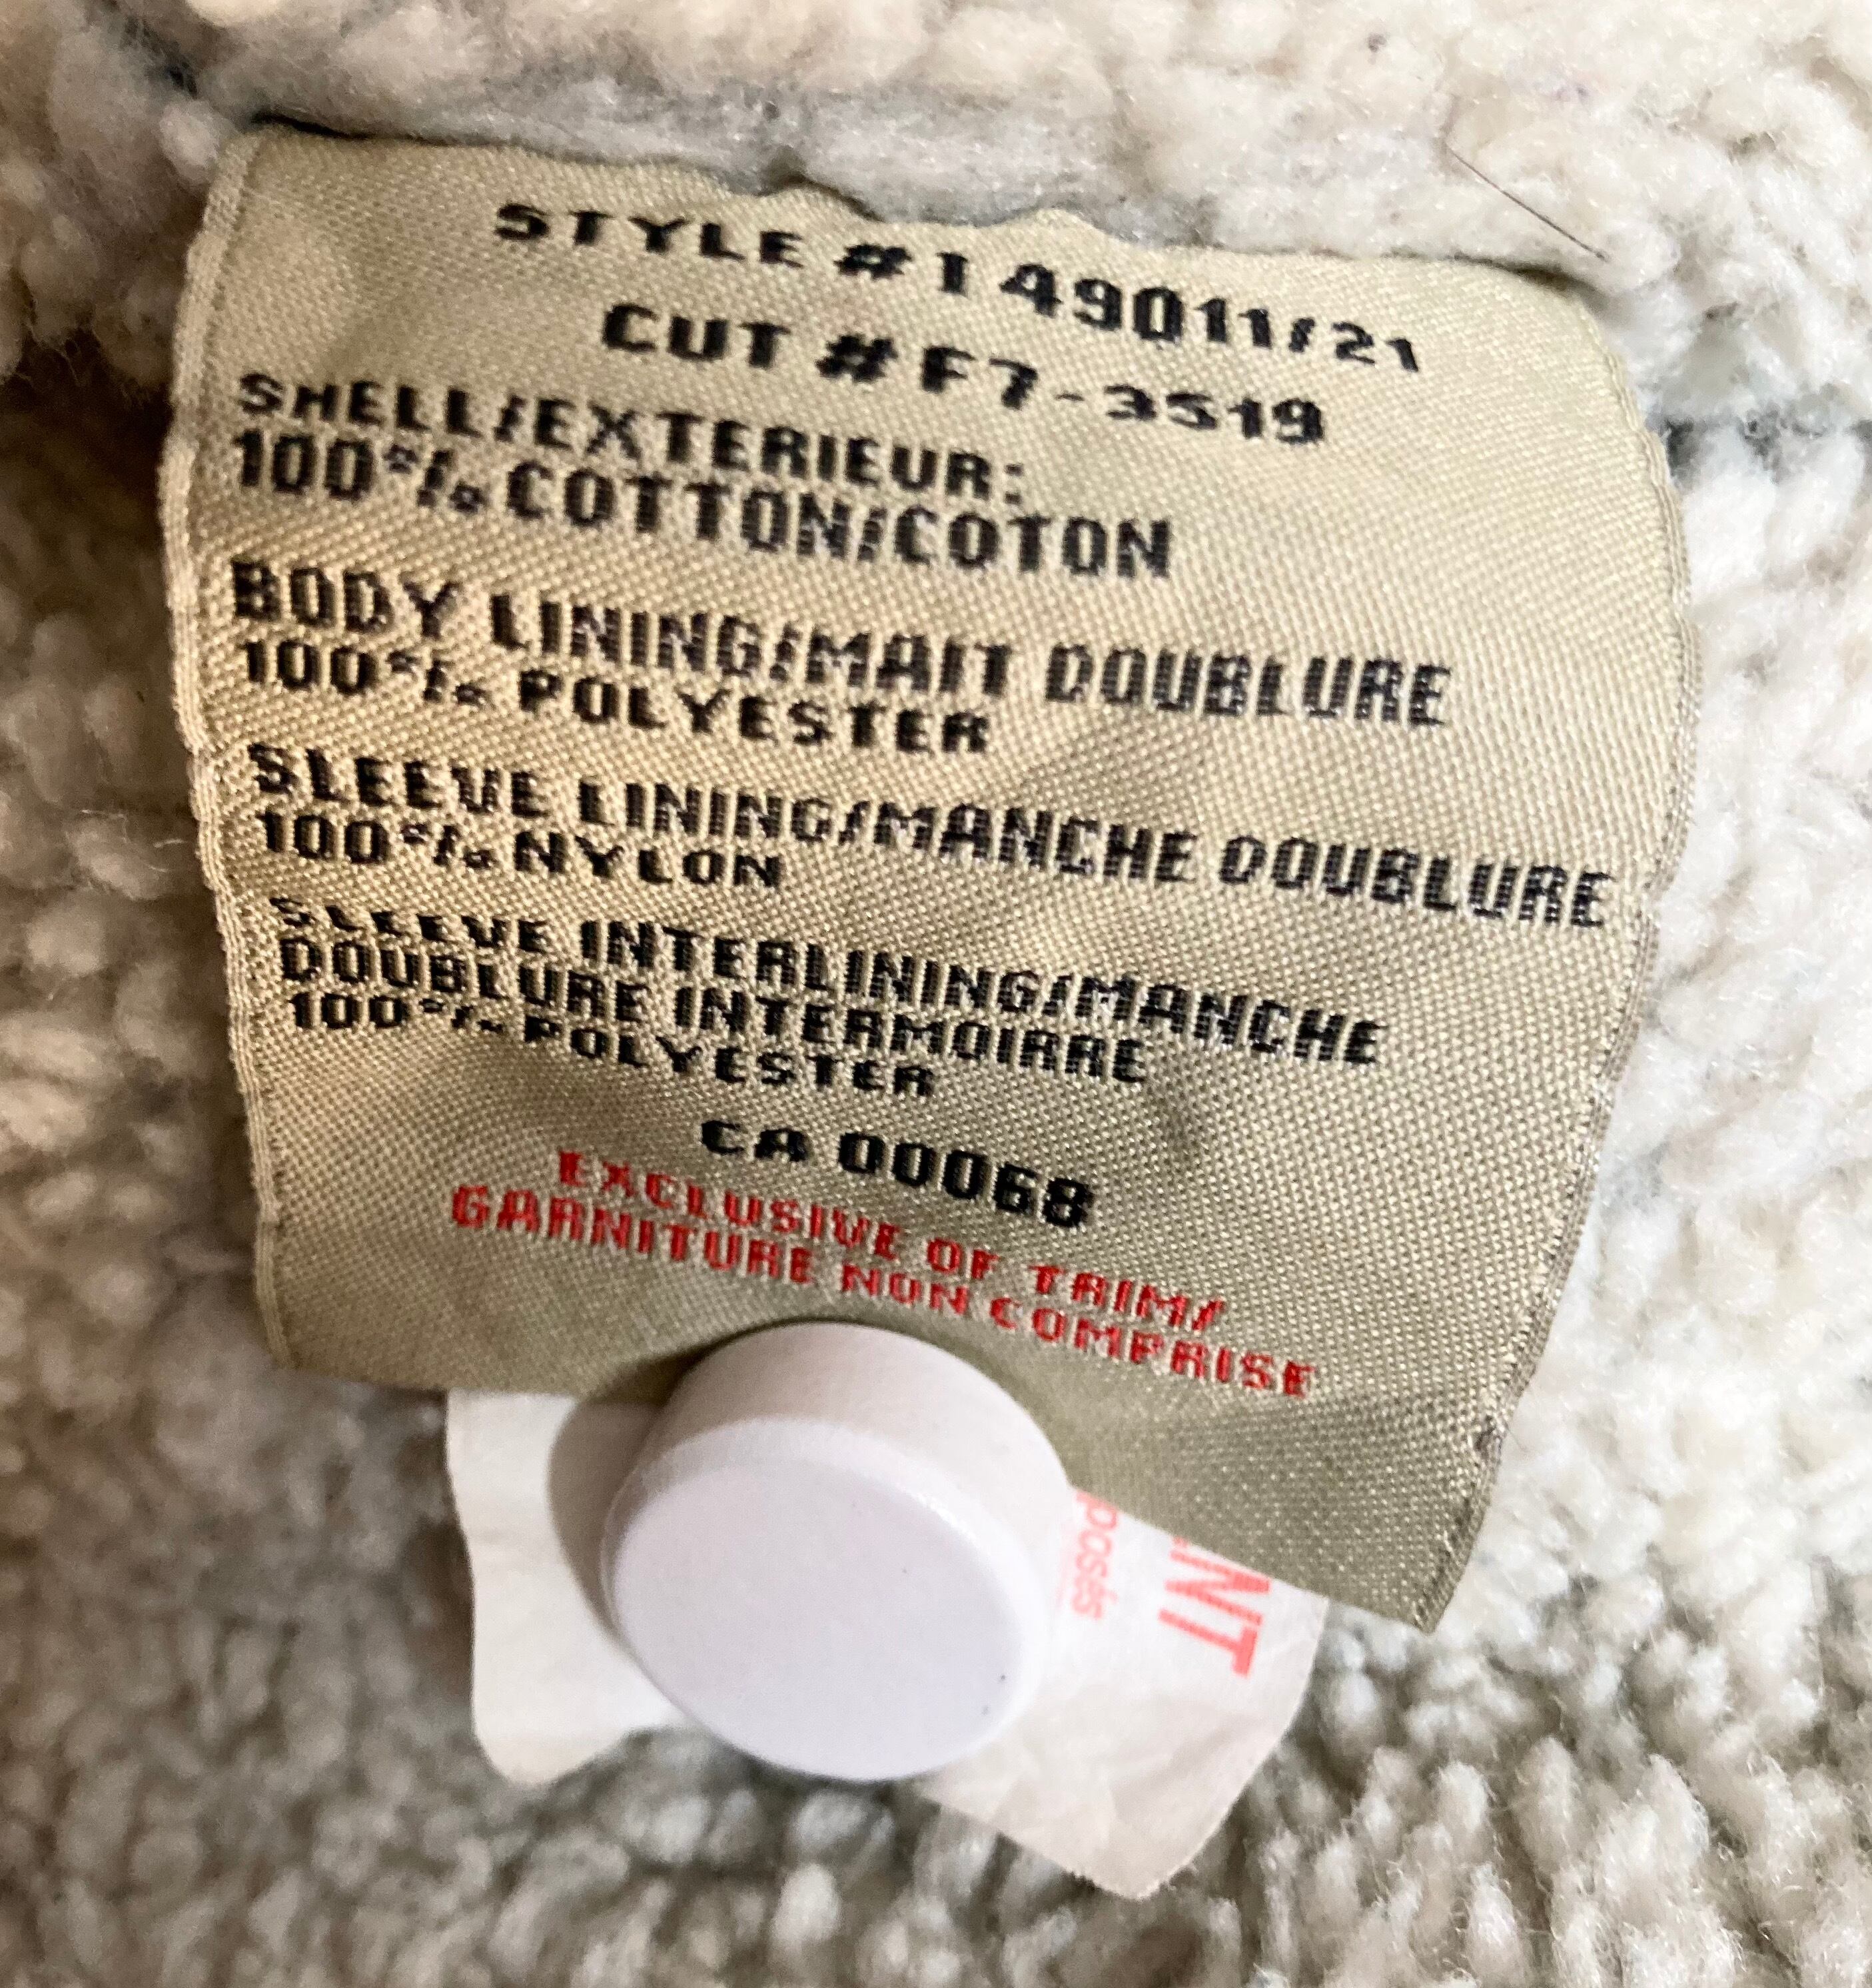 STYLE #149011/21
CUT #F7-3519
SHELL/EXTERIEUR:
100% COTTON/COTON
BODY LINING/MAIT DOUBLURE
100% POLYESTER
SLEEVE LINING/MANCHE DOUBLURE
100% NYLON
SLEEVE INTERLINING/MANCHE
DOUBLURE INTERMOIRRE
100% POLYESTER
CA 00068
EXCLUSIVE OF TRIM/
GARNITURE NON COMPRISE